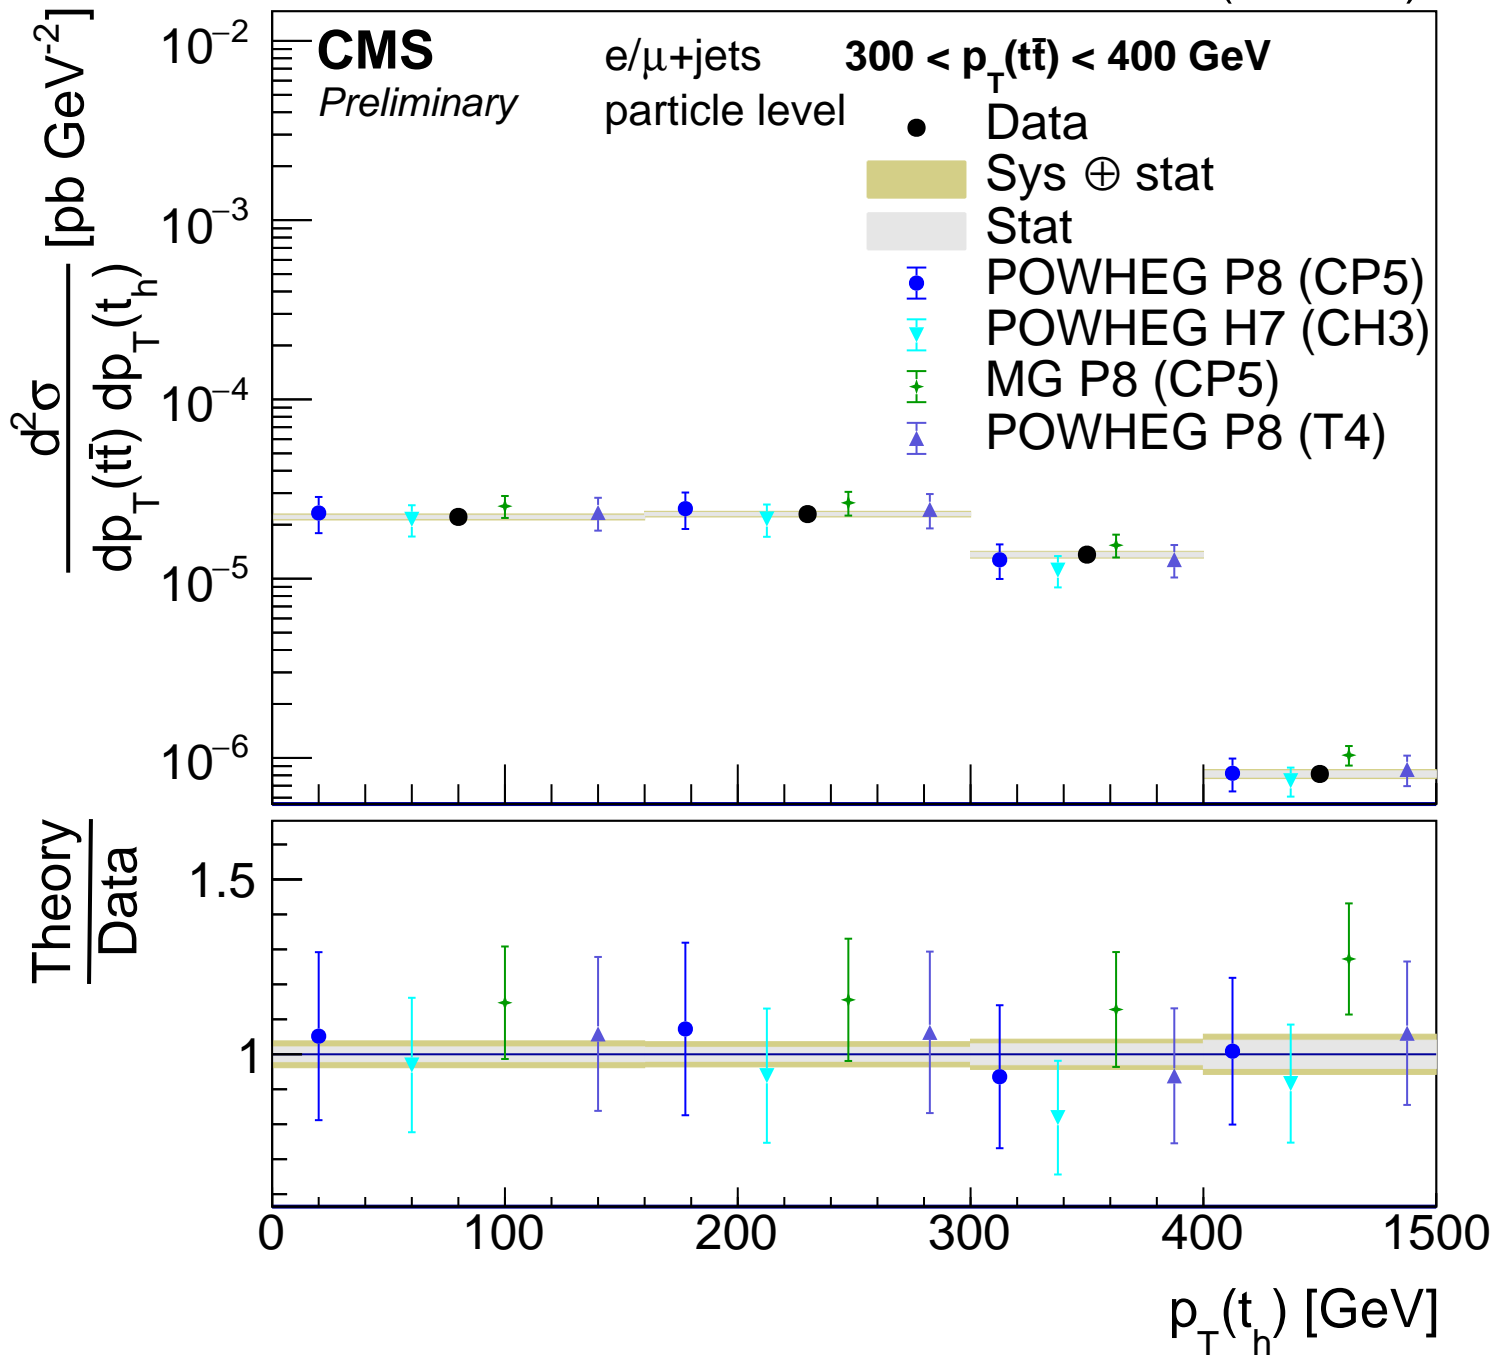 CMS
Preliminary
e/μ+jets
particle level
300 < p_T(tt̄) < 400 GeV
Data
Sys ⊕ stat
Stat
POWHEG P8 (CP5)
POWHEG H7 (CH3)
MG P8 (CP5)
POWHEG P8 (T4)
d²σ
dp_T(tt̄) dp_T(t_h)
[pb GeV⁻²]
10⁻²
10⁻³
10⁻⁴
10⁻⁵
10⁻⁶
Theory
Data
1.5
1
0 100 200 300 400 1500
p_T(t_h) [GeV]